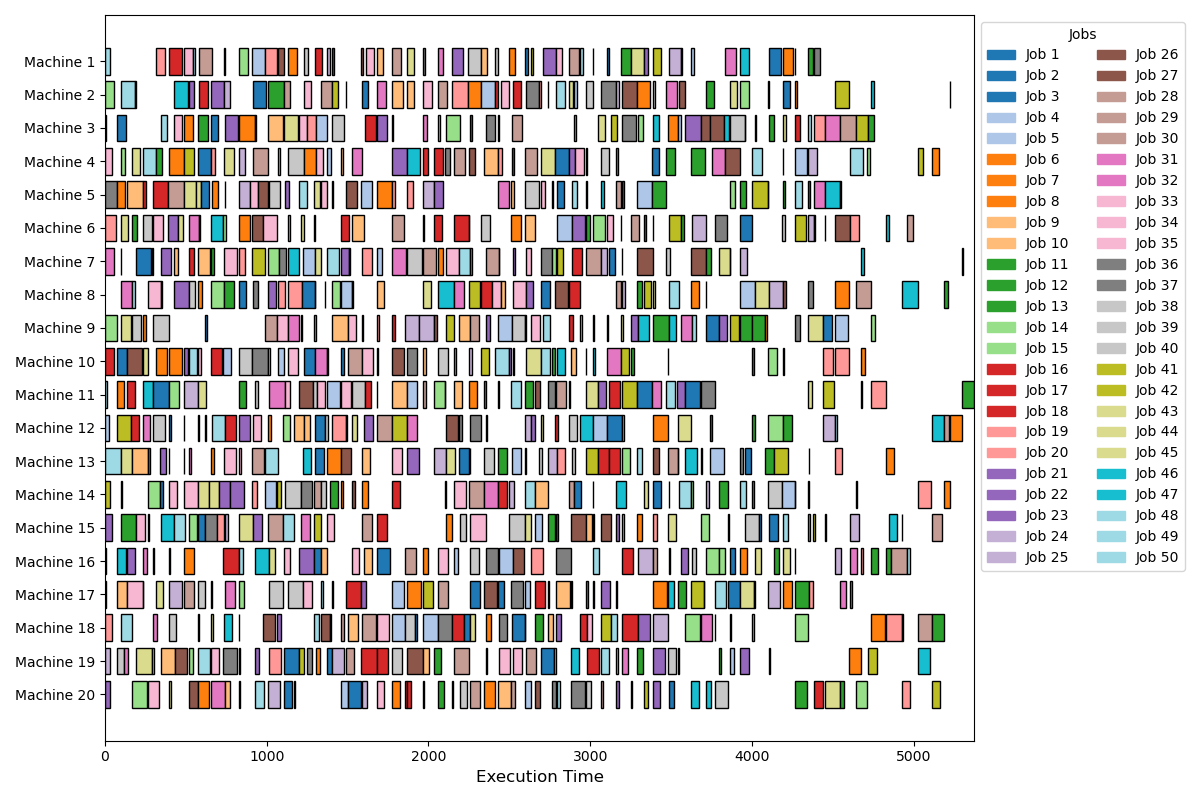 Machine 1
Machine 2
Machine 3
Machine 4
Machine 5
Machine 6
Machine 7
Machine 8
Machine 9
Machine 10
Machine 11
Machine 12
Machine 13
Machine 14
Machine 15
Machine 16
Machine 17
Machine 18
Machine 19
Machine 20
0 1000 2000 3000 4000 5000
Execution Time
Jobs
Job 1 Job 26
Job 2 Job 27
Job 3 Job 28
Job 4 Job 29
Job 5 Job 30
Job 6 Job 31
Job 7 Job 32
Job 8 Job 33
Job 9 Job 34
Job 10 Job 35
Job 11 Job 36
Job 12 Job 37
Job 13 Job 38
Job 14 Job 39
Job 15 Job 40
Job 16 Job 41
Job 17 Job 42
Job 18 Job 43
Job 19 Job 44
Job 20 Job 45
Job 21 Job 46
Job 22 Job 47
Job 23 Job 48
Job 24 Job 49
Job 25 Job 50